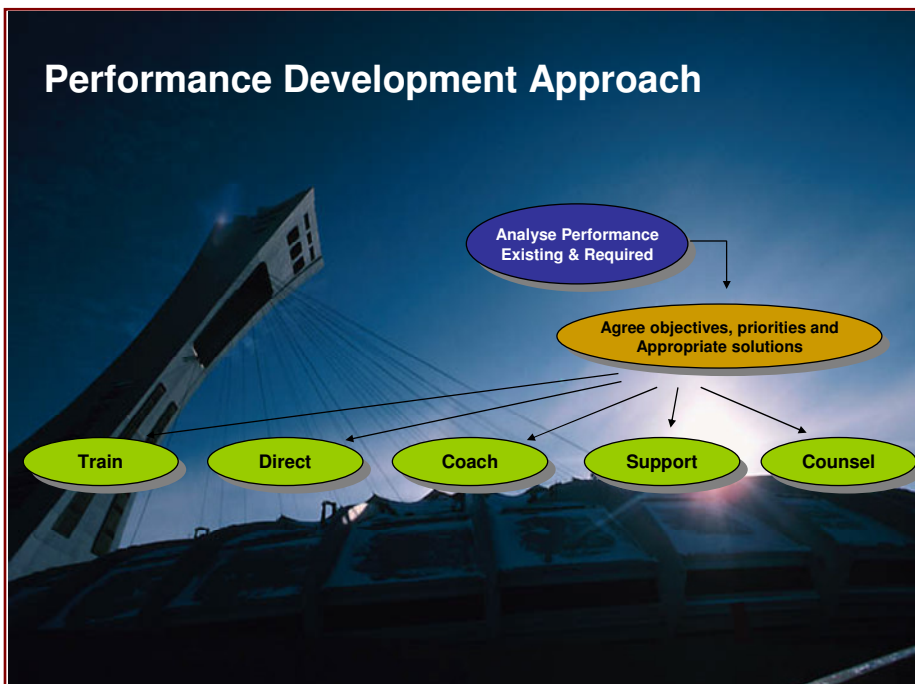 Performance Development Approach
Analyse Performance
Existing & Required
Agree objectives, priorities and
Appropriate solutions
Train
Direct
Coach
Support
Counsel